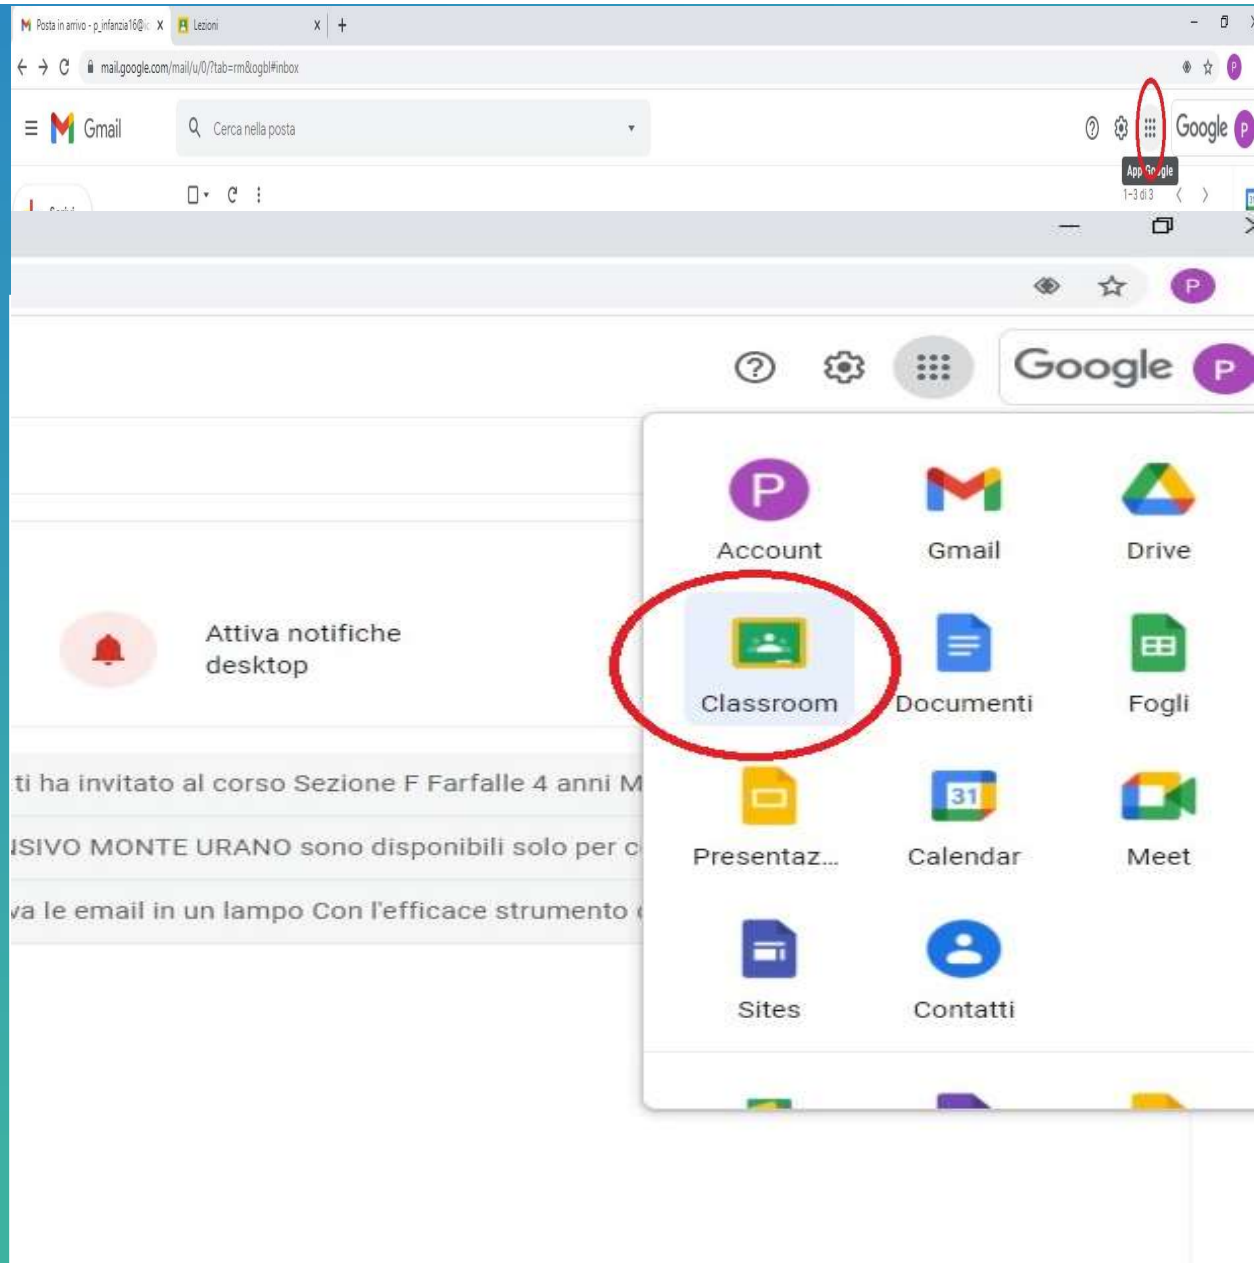 Posta in arrivo - p_infanzia16@ic X
Lezioni X +
mail.google.com/mail/u/0/?tab=rm&ogbl#inbox P
Gmail
Cerca nella posta
Google P
App Google
1-3 di 3
P
Google P
P
Account Gmail Drive
Attiva notifiche
desktop
Classroom Documenti Fogli
ti ha invitato al corso Sezione F Farfalle 4 anni M
31
NSIVO MONTE URANO sono disponibili solo per c
Presentaz... Calendar Meet
va le email in un lampo Con l'efficace strumento
Sites Contatti